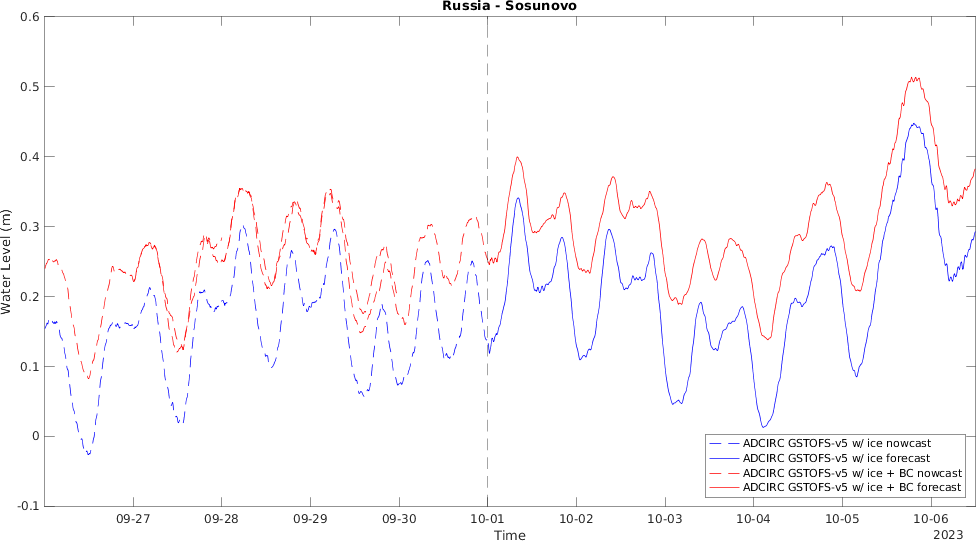 Russia - Sosunovo
Water Level (m)
0.6
0.5
0.4
0.3
0.2
0.1
0
-0.1
ADCIRC GSTOFS-v5 w/ ice nowcast
ADCIRC GSTOFS-v5 w/ ice forecast
ADCIRC GSTOFS-v5 w/ ice + BC nowcast
ADCIRC GSTOFS-v5 w/ ice + BC forecast
09-27 09-28 09-29 09-30 10-01 10-02 10-03 10-04 10-05 10-06
Time
2023